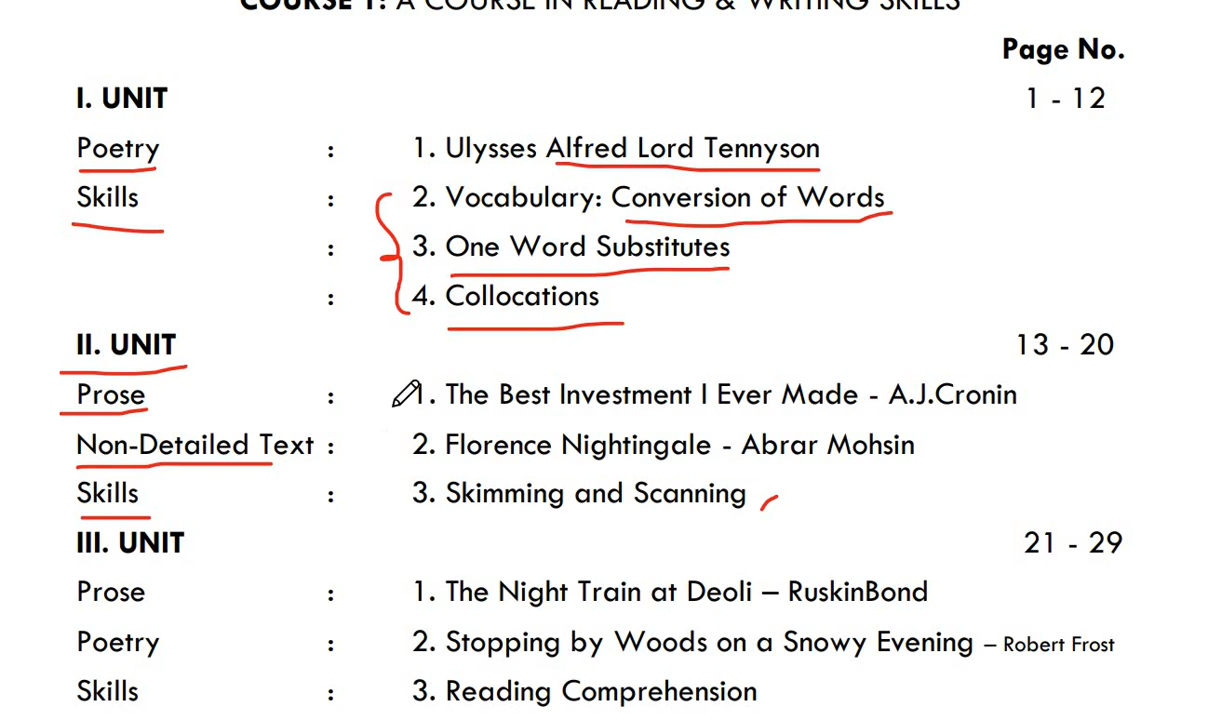 COURSE 1: A COURSE IN READING & WRITING SKILLS
Page No.
I. UNIT 1 - 12
Poetry : 1. Ulysses Alfred Lord Tennyson
Skills : 2. Vocabulary: Conversion of Words
: 3. One Word Substitutes
: 4. Collocations
II. UNIT 13 - 20
Prose : 1. The Best Investment I Ever Made - A.J.Cronin
Non-Detailed Text : 2. Florence Nightingale - Abrar Mohsin
Skills : 3. Skimming and Scanning
III. UNIT 21 - 29
Prose : 1. The Night Train at Deoli – RuskinBond
Poetry : 2. Stopping by Woods on a Snowy Evening – Robert Frost
Skills : 3. Reading Comprehension